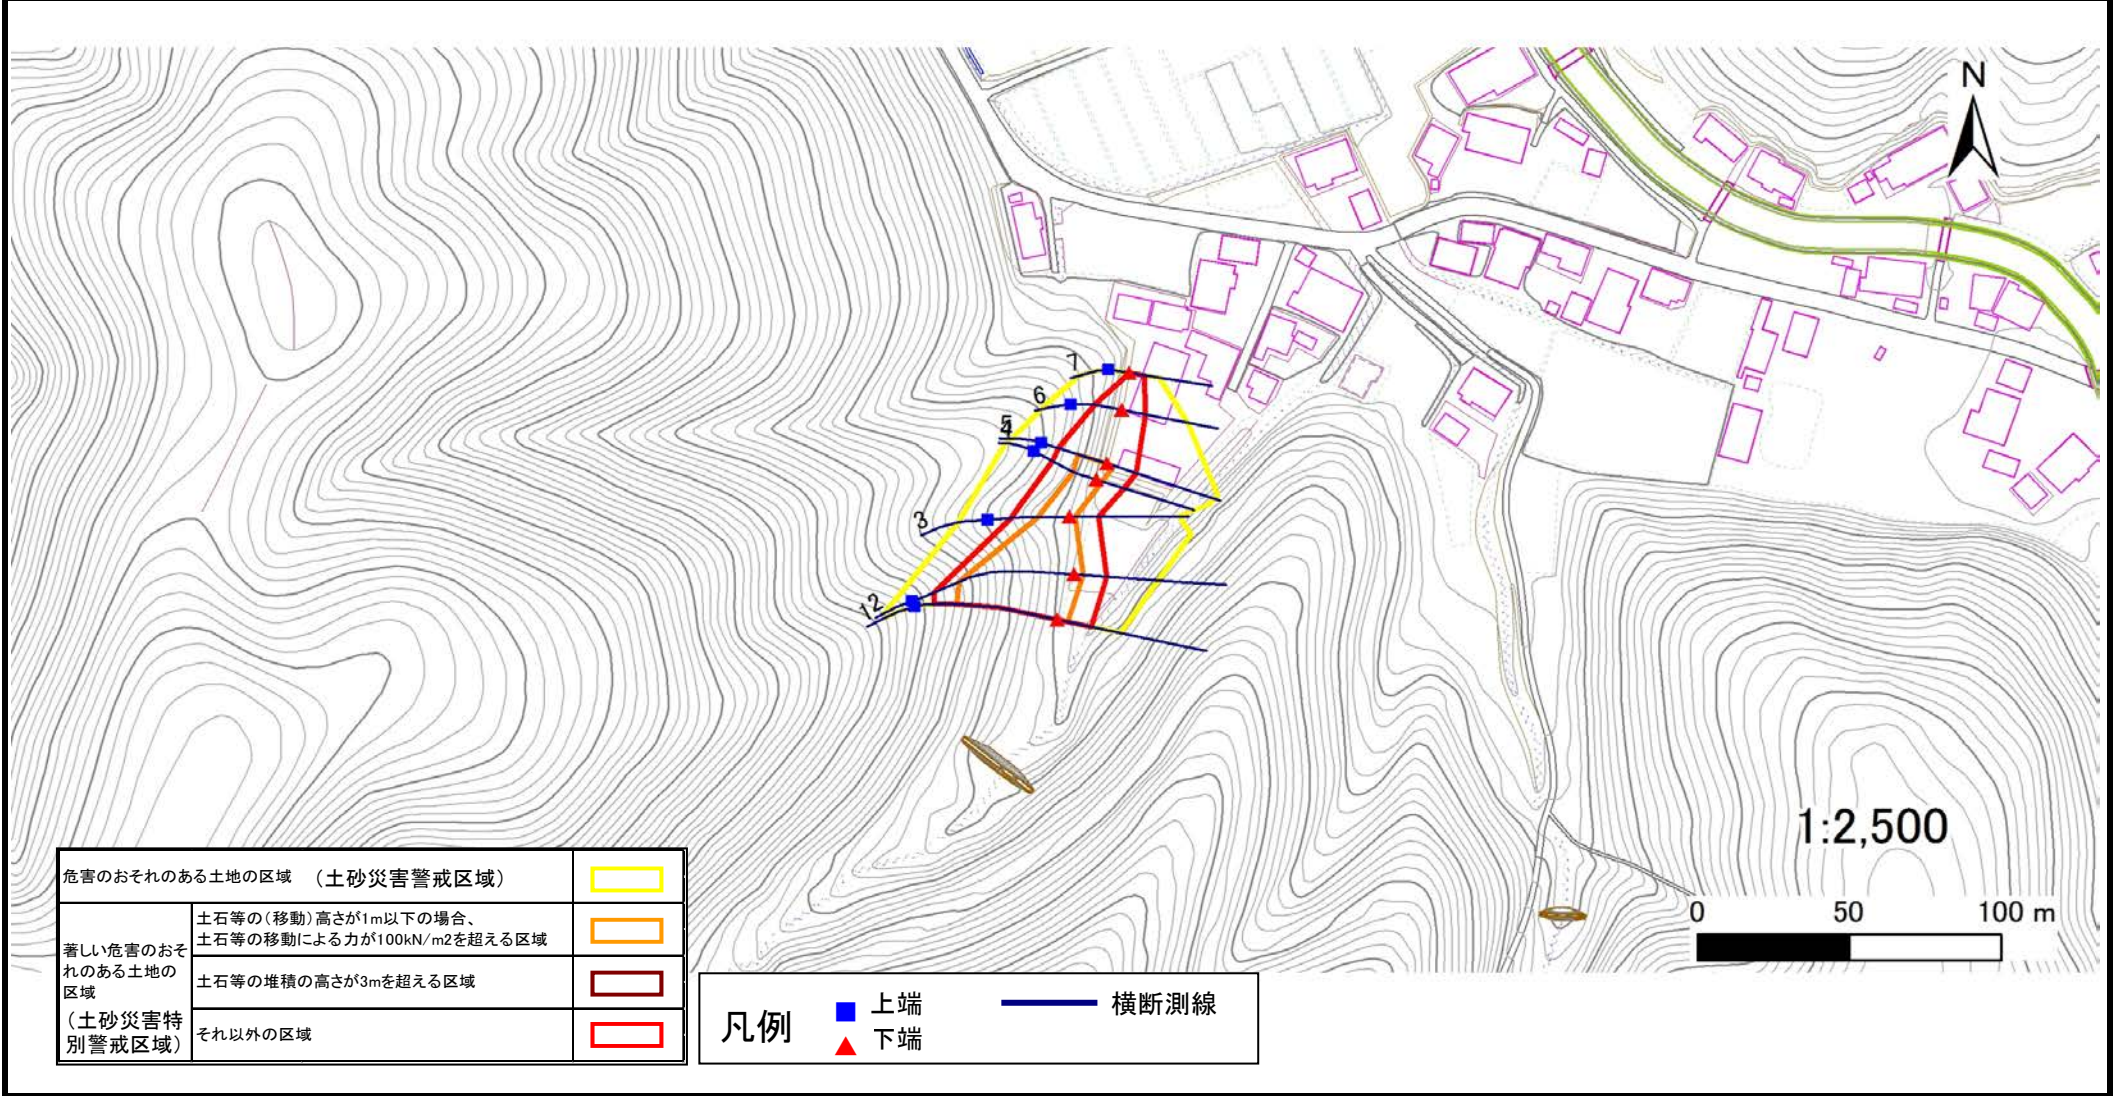 N
7
6
5
4
3
12
1:2,500
0 50 100 m
危害のおそれのある土地の区域 （土砂災害警戒区域）
著しい危害のおそ
れのある土地の
区域
（土砂災害特
別警戒区域）
土石等の（移動）高さが1m以下の場合、
土石等の移動による力が100kN/m2を超える区域
土石等の堆積の高さが3mを超える区域
それ以外の区域
凡例
上端
下端
横断測線